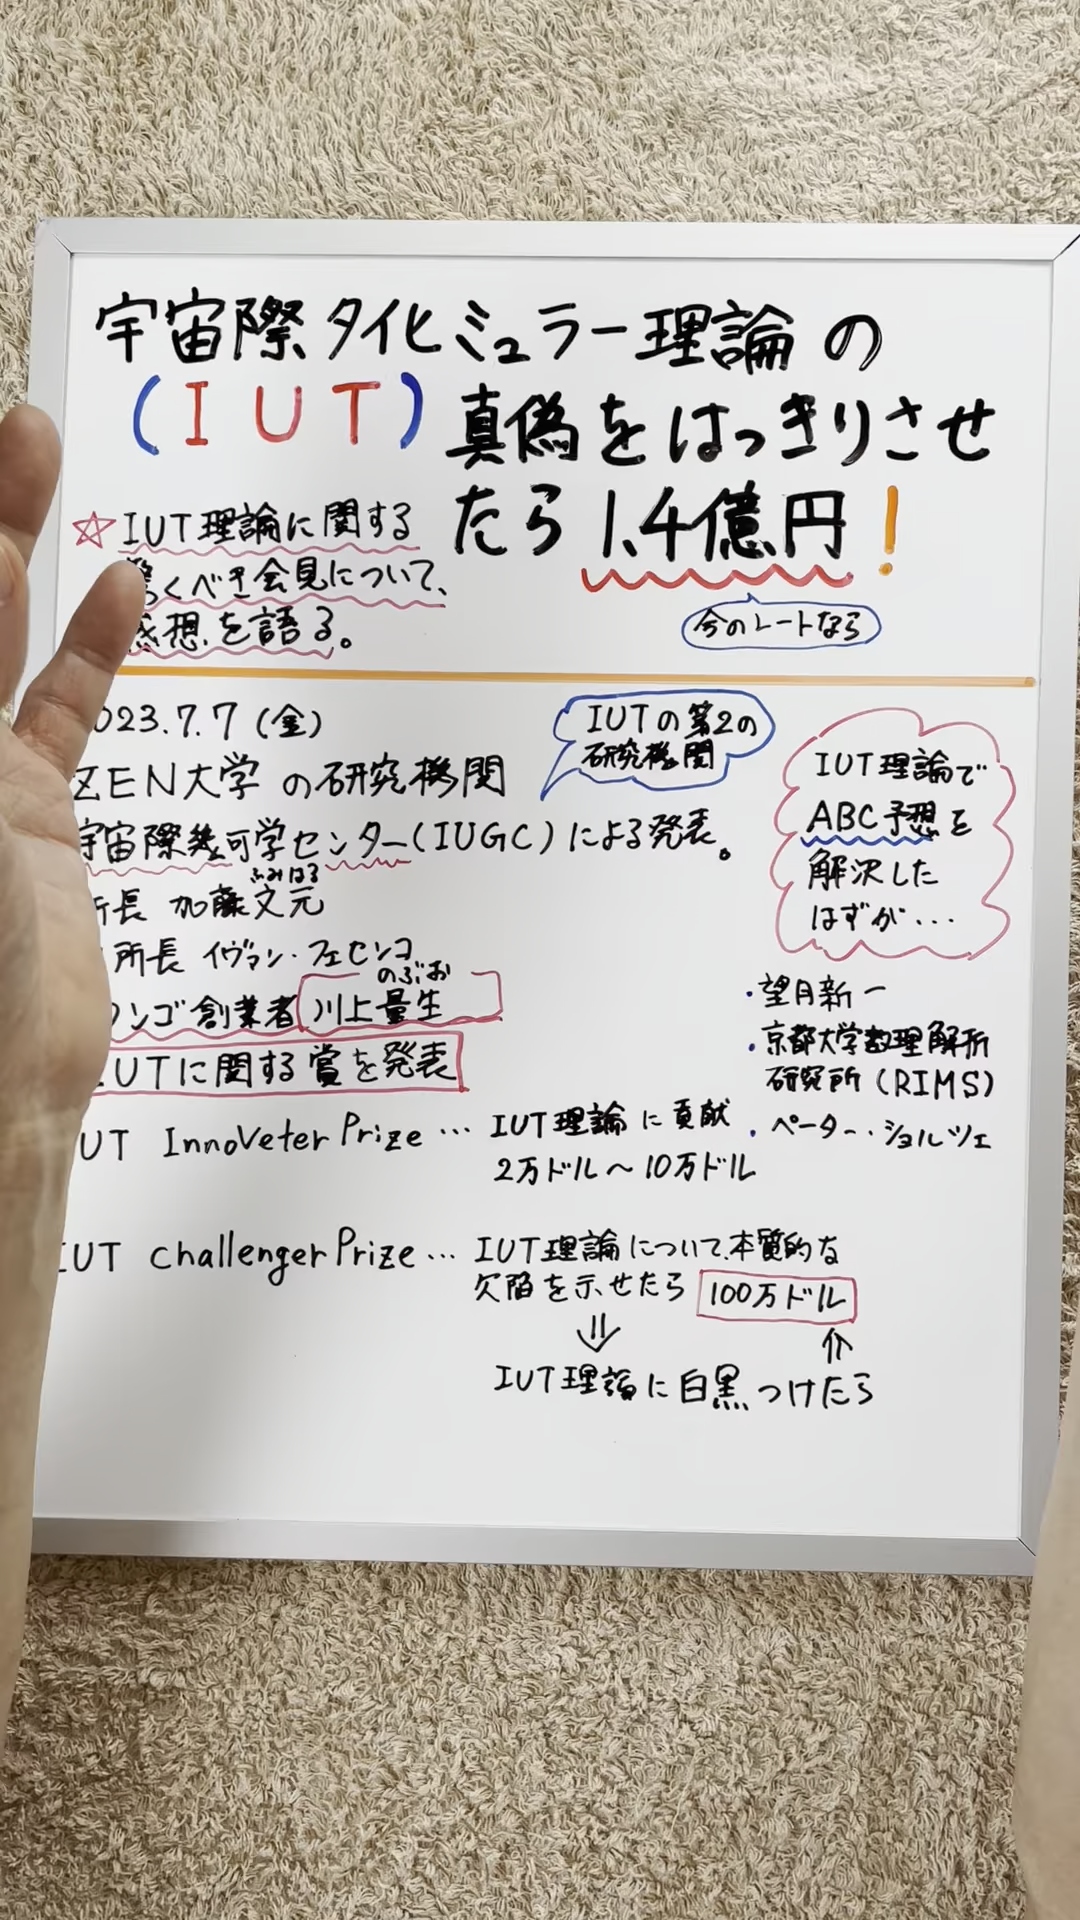 宇宙際タイヒミュラー理論の
(IUT)真偽をはっきりさせ
たら1.4億円!
今のレートなら
☆IUT理論に関する
くべき会見について、
感想を語る。
023.7.7(金)
ZEN大学の研究機関
宇宙際幾可学センター(IUGC)による発表。
IUTの第2の
研究機関
ふみはる
所長 加藤文元
所長 イヴァン・フェセンコ
のぶお
ンゴ創業者 川上量生
IUTに関する賞を発表
UT InnoVeter Prize… IUT理論に貢献
2万ドル〜10万ドル
IUT challenger Prize… IUT理論について、本質的な
欠陥を示せたら 100万ドル
⇓ ⇑
IUT理論に白黒つけたら
IUT理論で
ABC予想を
解決した
はずが...
・望月新一
・京都大学数理解析
研究所(RIMS)
・ペーター・ショルツェ